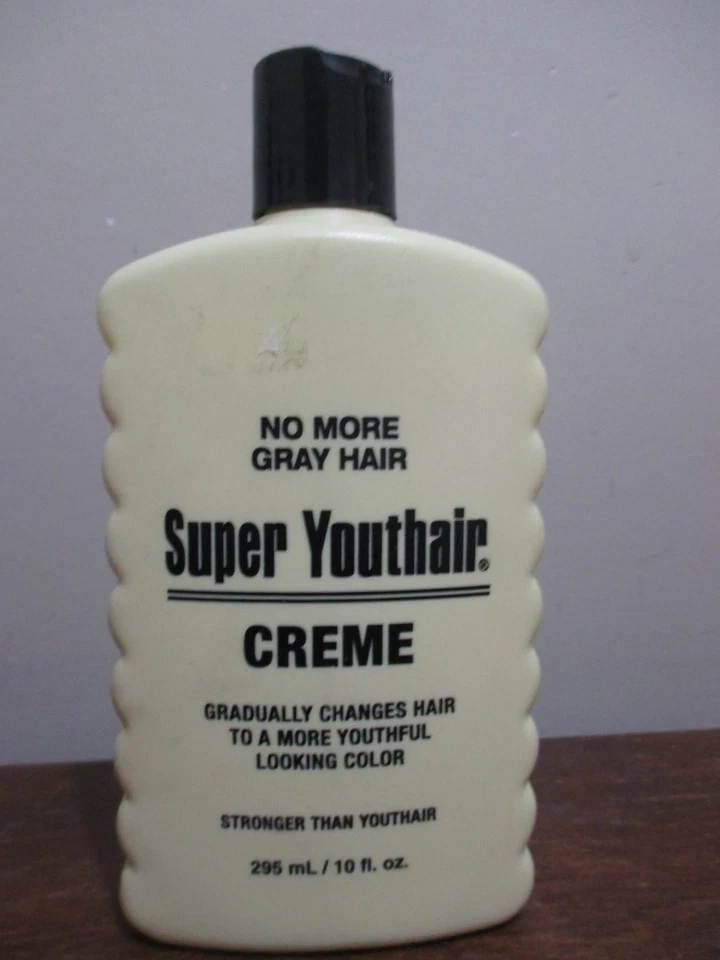 NO MORE
GRAY HAIR
Super Youthair®
CREME
GRADUALLY CHANGES HAIR
TO A MORE YOUTHFUL
LOOKING COLOR
STRONGER THAN YOUTHAIR
295 mL / 10 fl. oz.